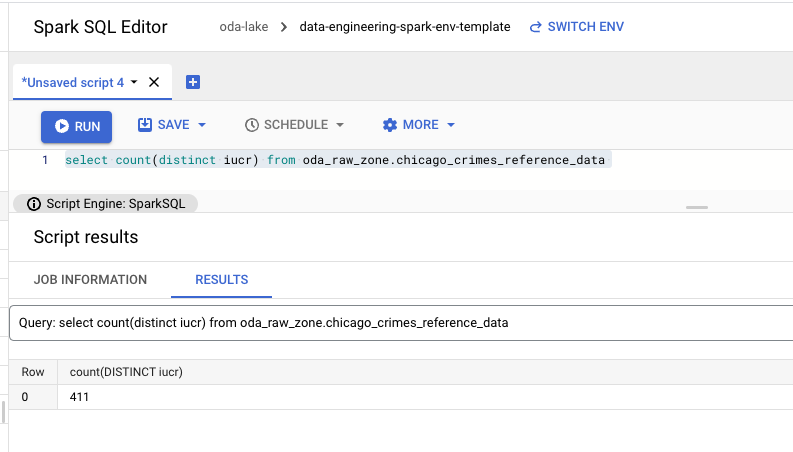 Spark SQL Editor
oda-lake > data-engineering-spark-env-template
SWITCH ENV
*Unsaved script 4
RUN
SAVE
SCHEDULE
MORE
1 select count(distinct iucr) from oda_raw_zone.chicago_crimes_reference_data
Script Engine: SparkSQL
Script results
JOB INFORMATION
RESULTS
Query: select count(distinct iucr) from oda_raw_zone.chicago_crimes_reference_data
Row count(DISTINCT iucr)
0 411